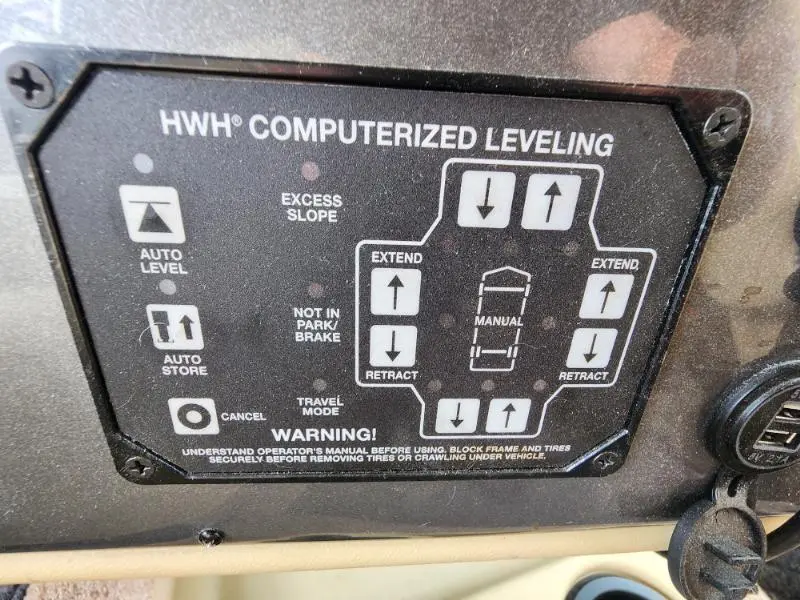 HWH® COMPUTERIZED LEVELING
AUTO
LEVEL
EXCESS
SLOPE
EXTEND
EXTEND
AUTO
STORE
NOT IN
PARK/
BRAKE
MANUAL
RETRACT
RETRACT
CANCEL
TRAVEL
MODE
WARNING!
UNDERSTAND OPERATOR'S MANUAL BEFORE USING. BLOCK FRAME AND TIRES
SECURELY BEFORE REMOVING TIRES OR CRAWLING UNDER VEHICLE.